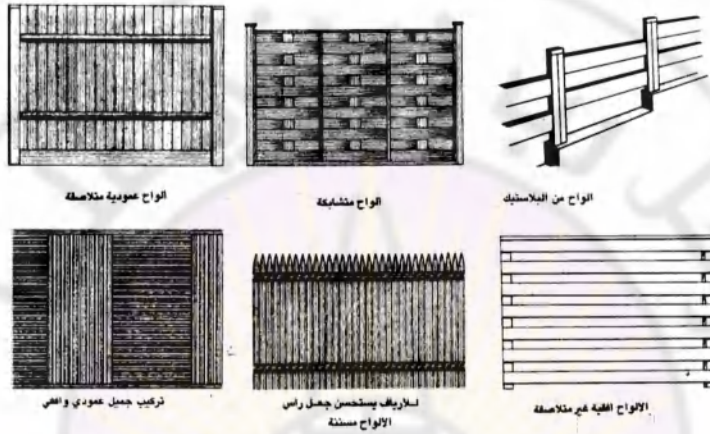 الواح من البلاستيك
الواح متشابكة
الواح عمودية متلاصقة
الالواح افقية غير متلاصقة
للارياف يستحسن جعل راس
الالواح مسننة
تركيب جميل عمودي وافقي